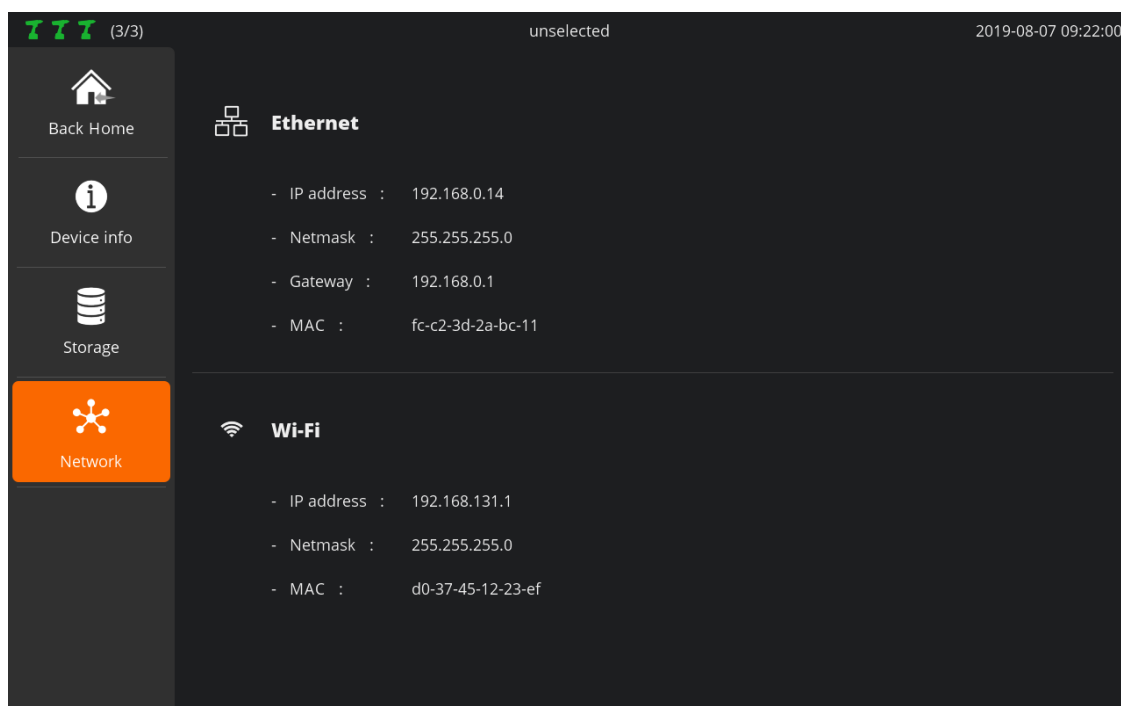 (3/3) unselected 2019-08-07 09:22:00
Back Home
Device info
Storage
Network
Ethernet
- IP address : 192.168.0.14
- Netmask : 255.255.255.0
- Gateway : 192.168.0.1
- MAC : fc-c2-3d-2a-bc-11
Wi-Fi
- IP address : 192.168.131.1
- Netmask : 255.255.255.0
- MAC : d0-37-45-12-23-ef